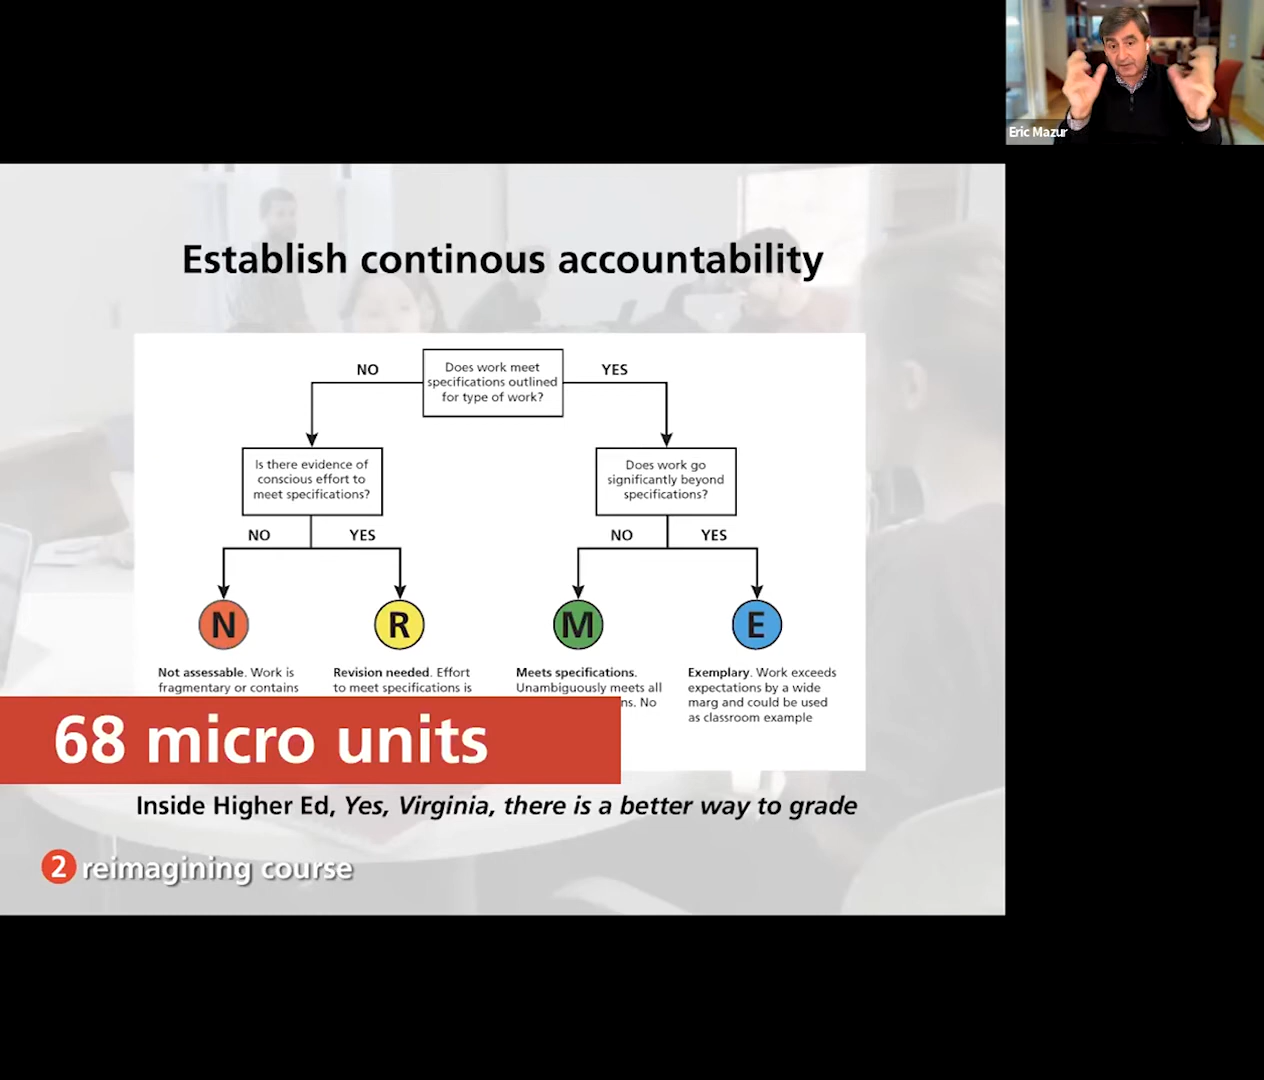 Eric Mazur
Establish continous accountability
NO
Does work meet
specifications outlined
for type of work?
YES
Is there evidence of
conscious effort to
meet specifications?
Does work go
significantly beyond
specifications?
NO
YES
NO
YES
N
R
M
E
Not assessable. Work is
fragmentary or contains
Revision needed. Effort
to meet specifications is
Meets specifications.
Unambiguously meets all
ns. No
Exemplary. Work exceeds
expectations by a wide
marg and could be used
as classroom example
68 micro units
Inside Higher Ed, Yes, Virginia, there is a better way to grade
2 reimagining course